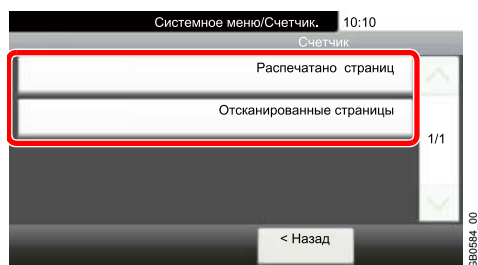 Системное меню/Счетчик. 10:10
Счетчик
Распечатано страниц
Отсканированные страницы
1/1
< Назад
GB0584_00